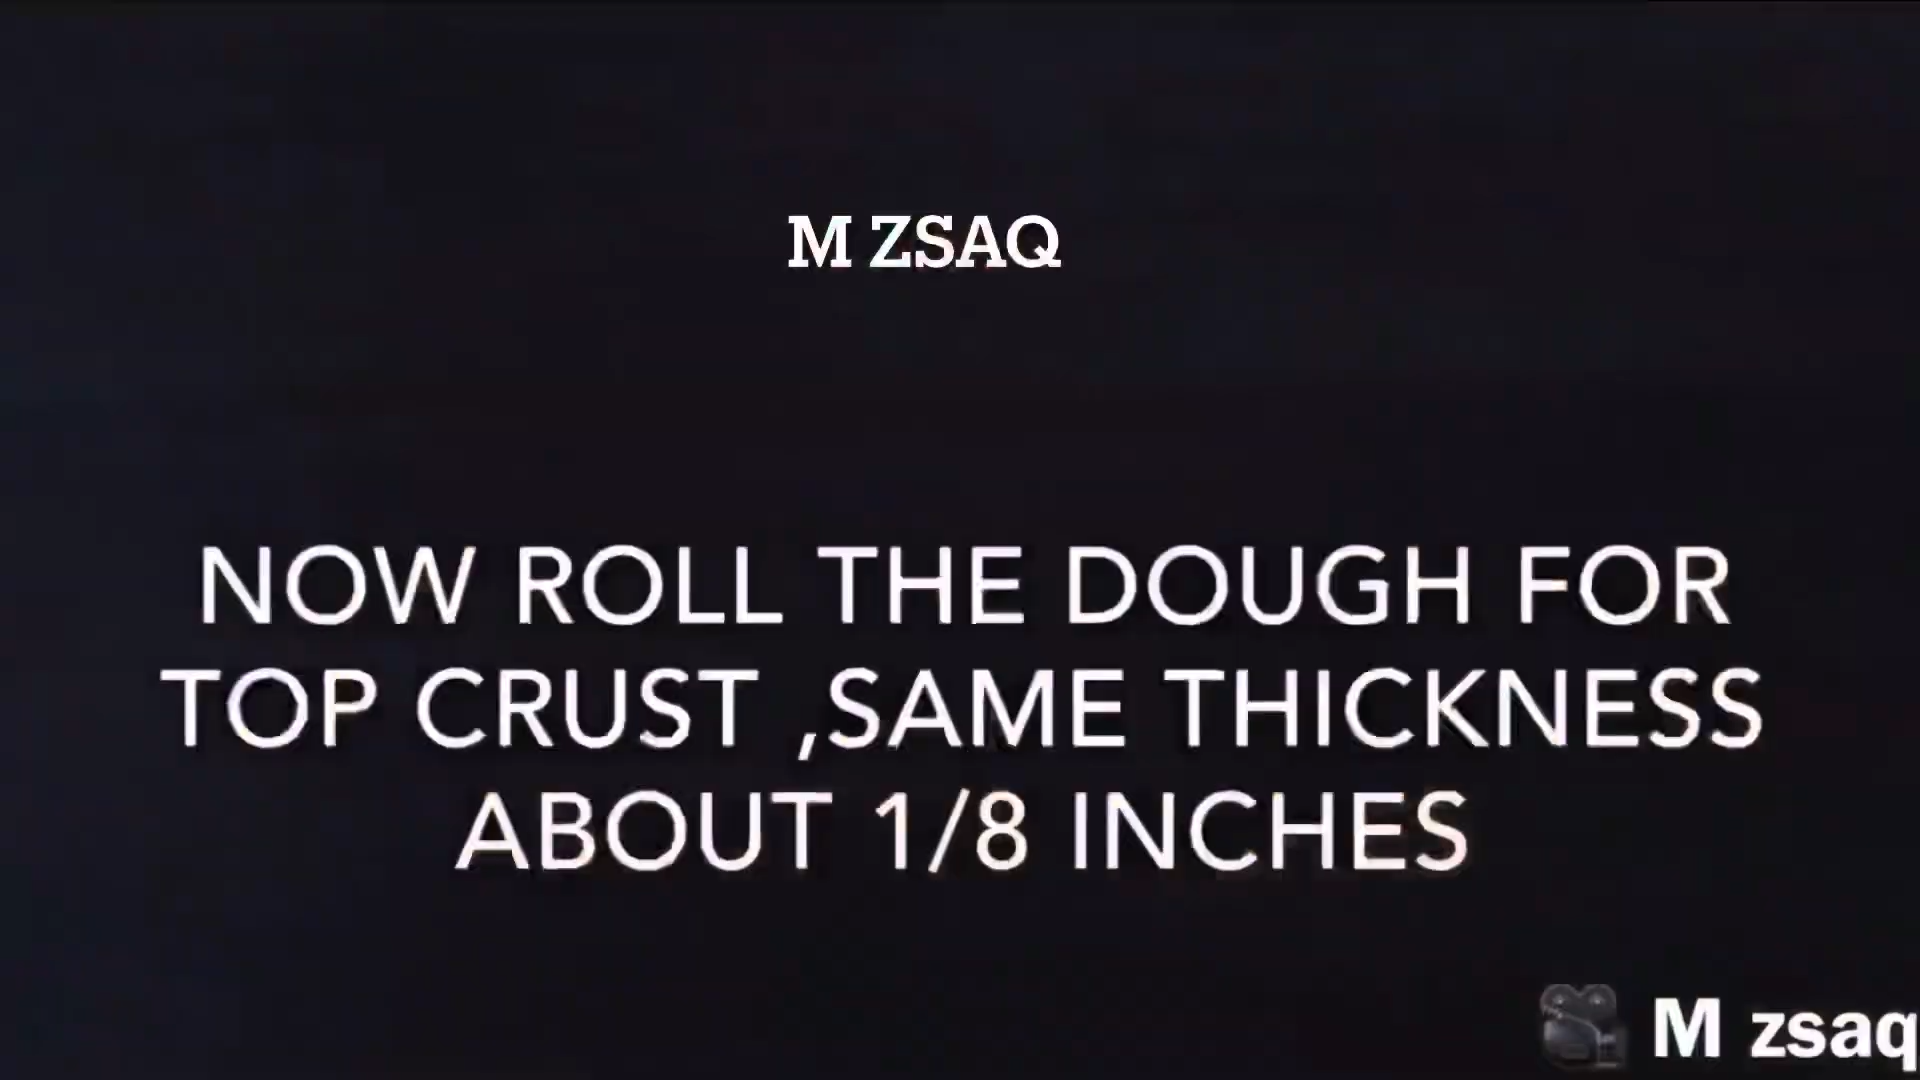 M ZSAQ
NOW ROLL THE DOUGH FOR
TOP CRUST ,SAME THICKNESS
ABOUT 1/8 INCHES
M zsaq